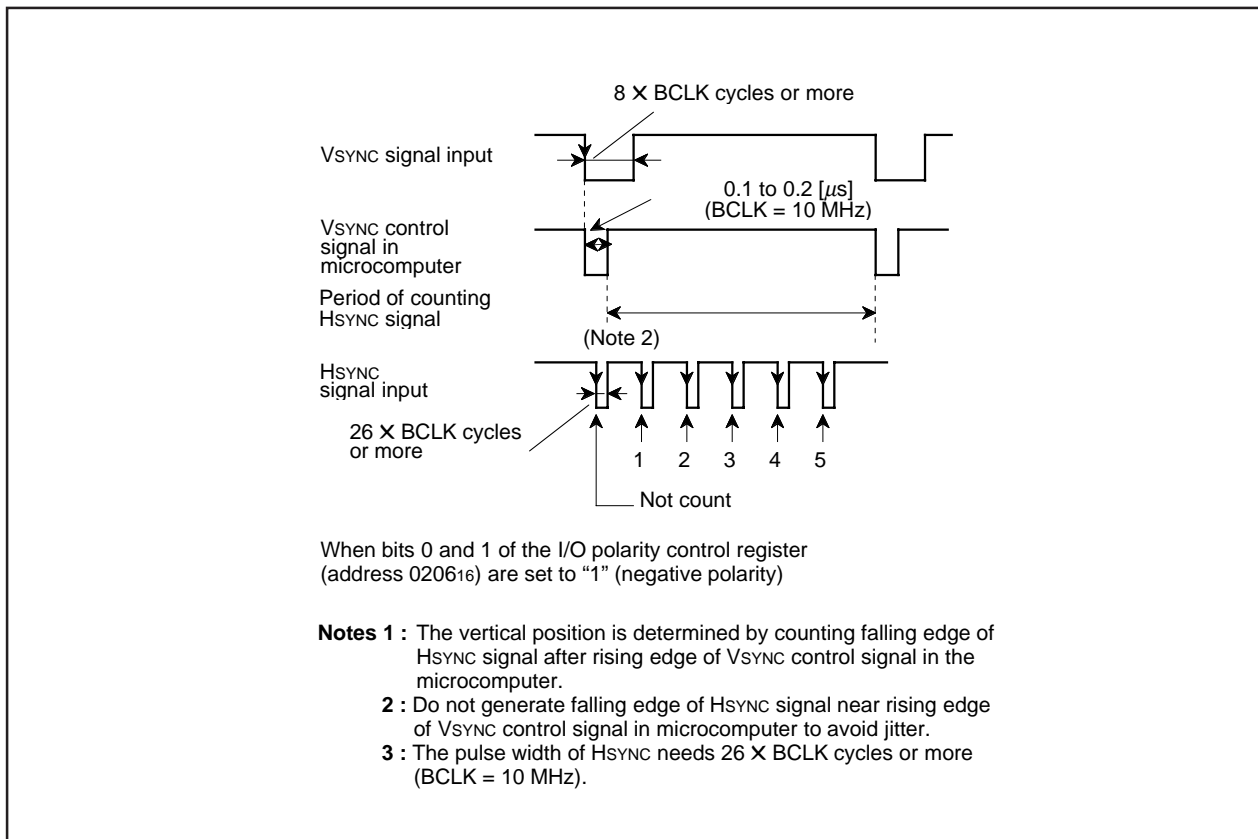 8 ✕ BCLK cycles or more
VSYNC signal input
0.1 to 0.2 [μs]
(BCLK = 10 MHz)
VSYNC control
signal in
microcomputer
Period of counting
HSYNC signal
(Note 2)
HSYNC
signal input
26 ✕ BCLK cycles
or more
1 2 3 4 5
Not count
When bits 0 and 1 of the I/O polarity control register
(address 020616) are set to “1” (negative polarity)
Notes 1 : The vertical position is determined by counting falling edge of
HSYNC signal after rising edge of VSYNC control signal in the
microcomputer.
2 : Do not generate falling edge of HSYNC signal near rising edge
of VSYNC control signal in microcomputer to avoid jitter.
3 : The pulse width of HSYNC needs 26 ✕ BCLK cycles or more
(BCLK = 10 MHz).